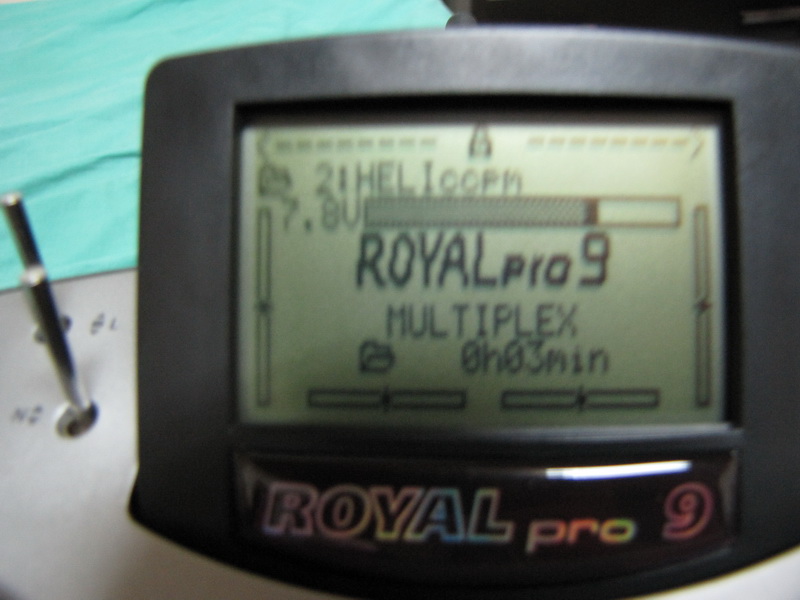 2:HELIccpm
7.8V
ROYALpro9
MULTIPLEX
0h03min
ROYAL pro 9